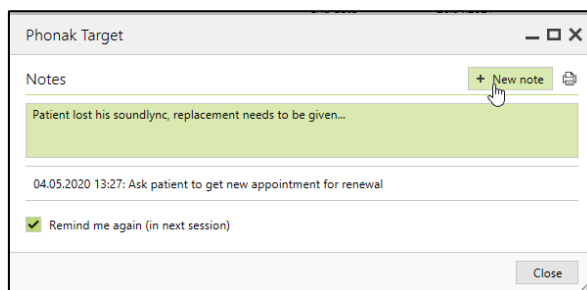 Phonak Target
Notes
+ New note
Patient lost his soundlync, replacement needs to be given...
04.05.2020 13:27: Ask patient to get new appointment for renewal
Remind me again (in next session)
Close